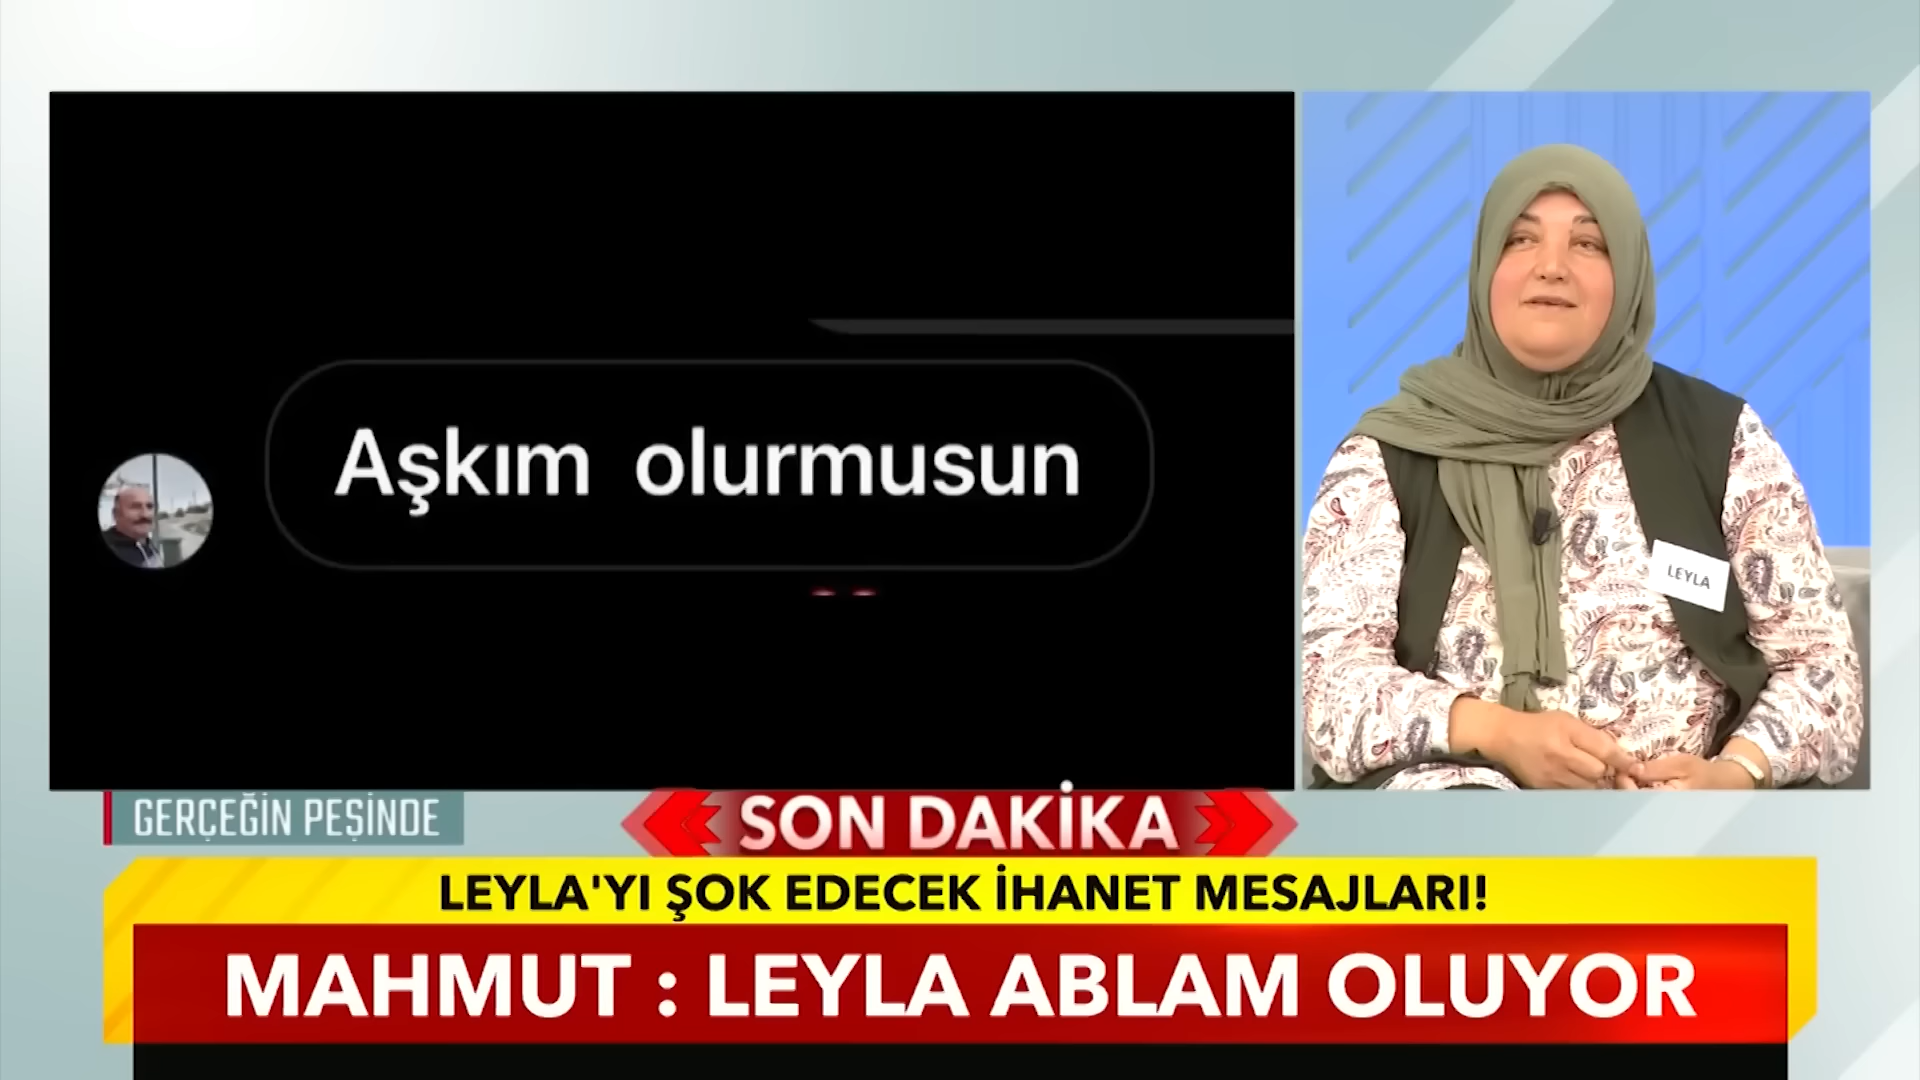 Aşkım olurmusun
LEYLA
GERÇEĞİN PEŞİNDE
SON DAKİKA
LEYLA'YI ŞOK EDECEK İHANET MESAJLARI!
MAHMUT : LEYLA ABLAM OLUYOR